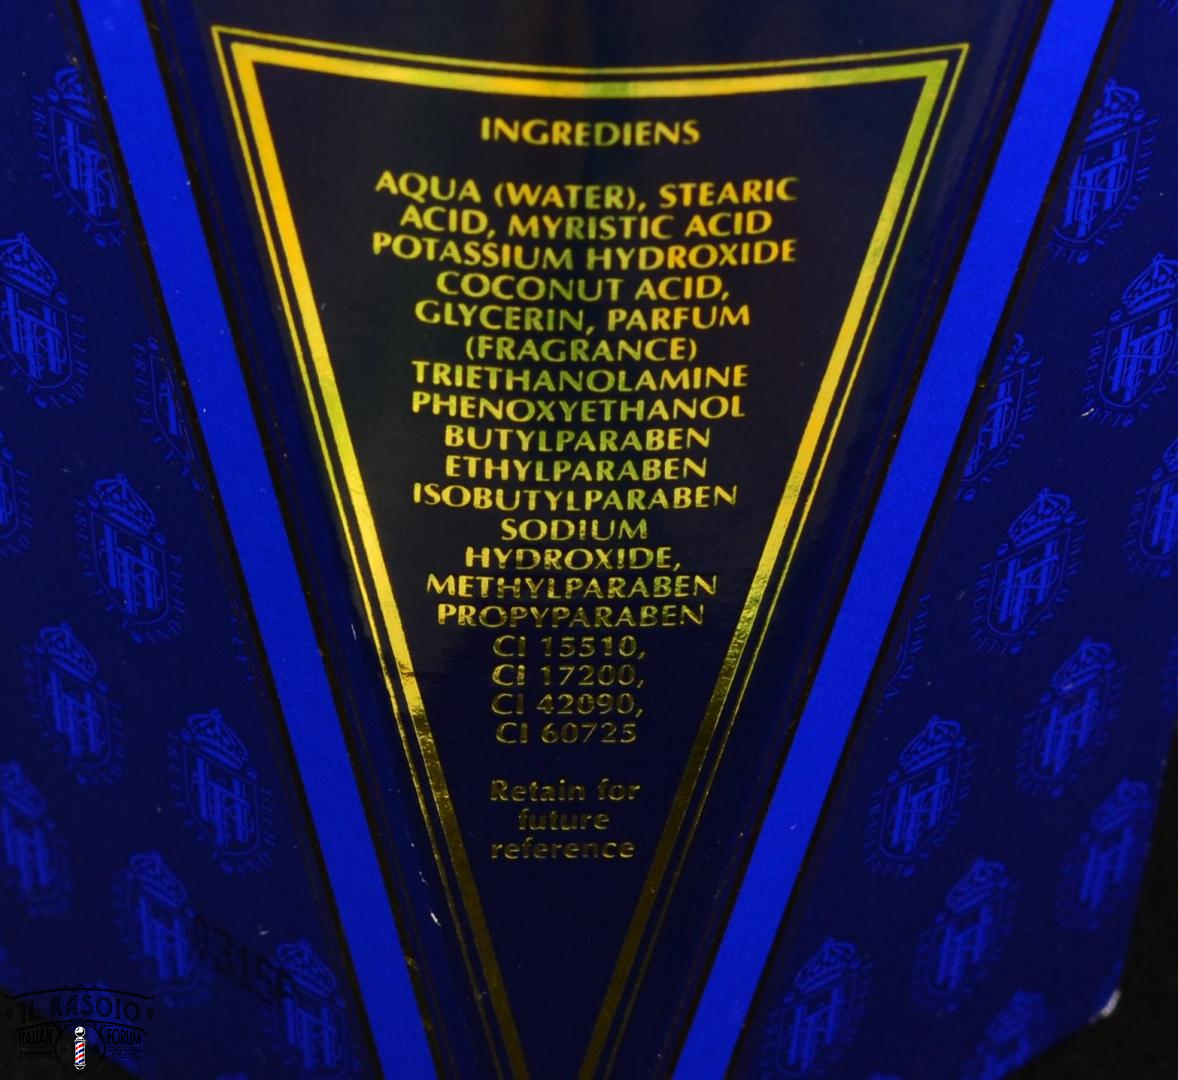 INGREDIENS
AQUA (WATER), STEARIC
ACID, MYRISTIC ACID
POTASSIUM HYDROXIDE
COCONUT ACID,
GLYCERIN, PARFUM
(FRAGRANCE)
TRIETHANOLAMINE
PHENOXYETHANOL
BUTYLPARABEN
ETHYLPARABEN
ISOBUTYLPARABEN
SODIUM
HYDROXIDE,
METHYLPARABEN
PROPYPARABEN
CI 15510,
CI 17200,
CI 42090,
CI 60725
Retain for
future
reference
IL RASOIO
ITALIAN FORUM